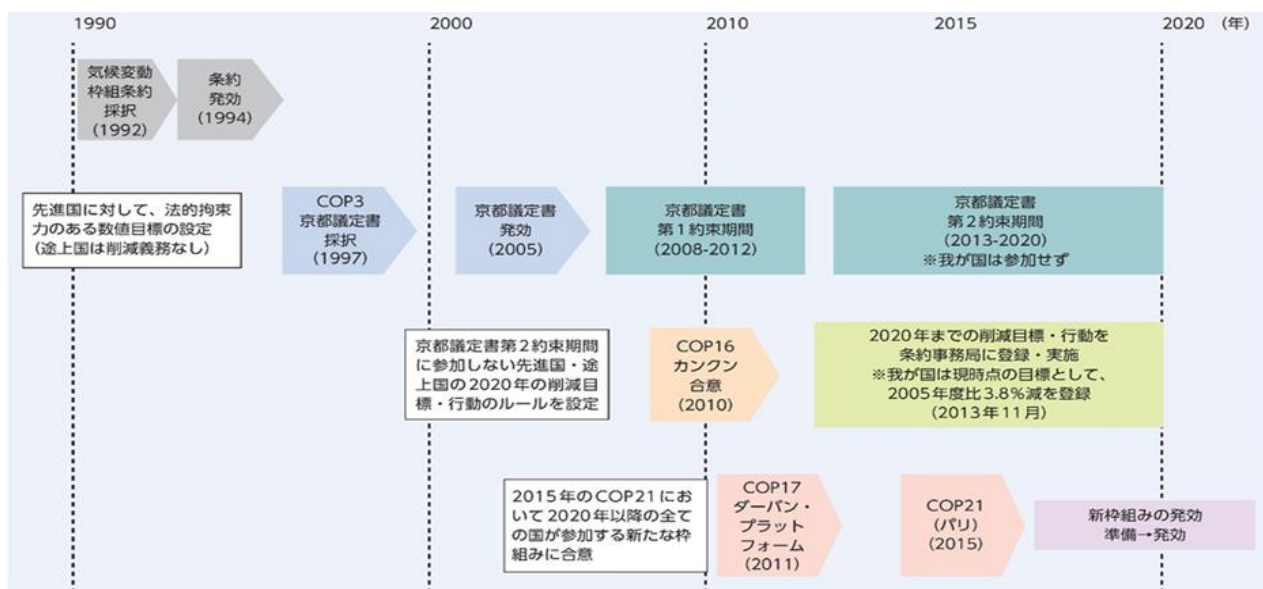 1990
2000
2010
2015
2020 (年)
気候変動
枠組条約
採択
(1992)
条約
発効
(1994)
先進国に対して、法的拘束
力のある数値目標の設定
(途上国は削減義務なし)
COP3
京都議定書
採択
(1997)
京都議定書
発効
(2005)
京都議定書
第1約束期間
(2008-2012)
京都議定書
第2約束期間
(2013-2020)
※我が国は参加せず
京都議定書第2約束期間
に参加しない先進国・途
上国の2020年の削減目
標・行動のルールを設定
COP16
カンクン
合意
(2010)
2020年までの削減目標・行動を
条約事務局に登録・実施
※我が国は現時点の目標として、
2005年度比3.8%減を登録
(2013年11月)
2015年のCOP21にお
いて2020年以降の全て
の国が参加する新たな枠
組みに合意
COP17
ダーバン・
プラット
フォーム
(2011)
COP21
(パリ)
(2015)
新枠組みの発効
準備→発効